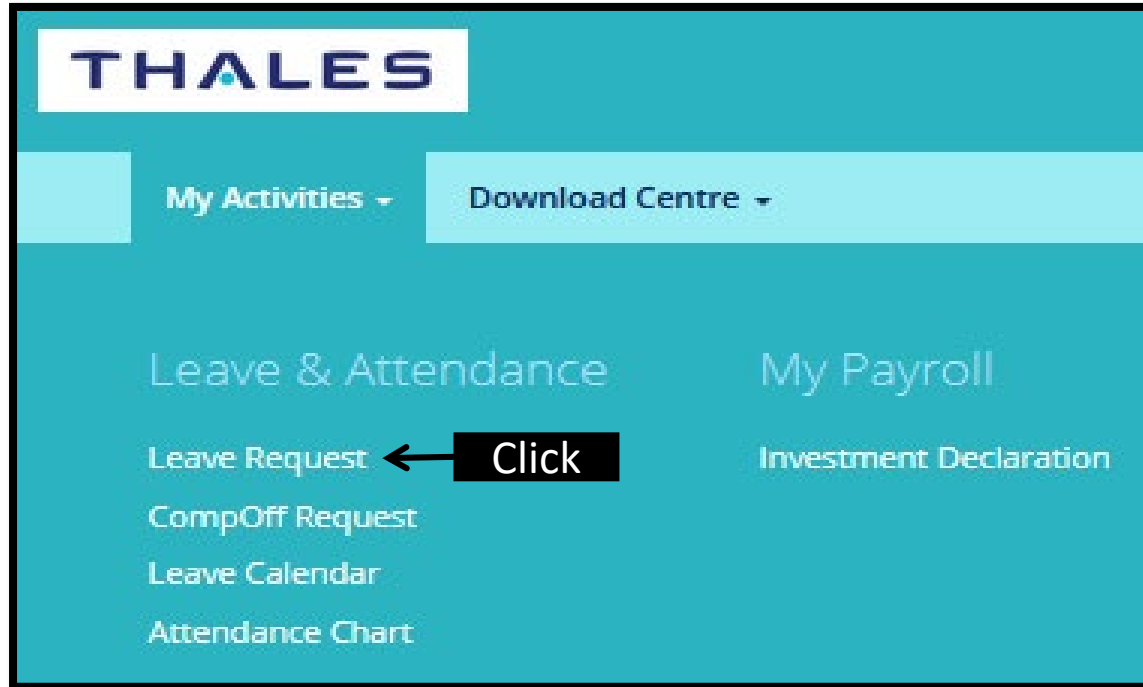 THALES
My Activities
Download Centre
Leave & Attendance
My Payroll
Leave Request
Click
Investment Declaration
CompOff Request
Leave Calendar
Attendance Chart